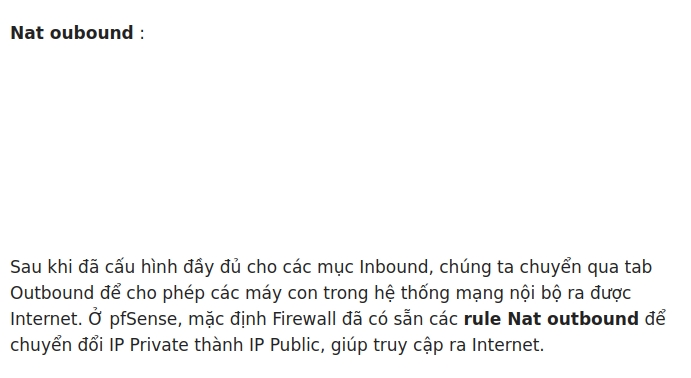 Nat oubound :
Sau khi đã cấu hình đầy đủ cho các mục Inbound, chúng ta chuyển qua tab
Outbound để cho phép các máy con trong hệ thống mạng nội bộ ra được
Internet. Ở pfSense, mặc định Firewall đã có sẵn các rule Nat outbound để
chuyển đổi IP Private thành IP Public, giúp truy cập ra Internet.